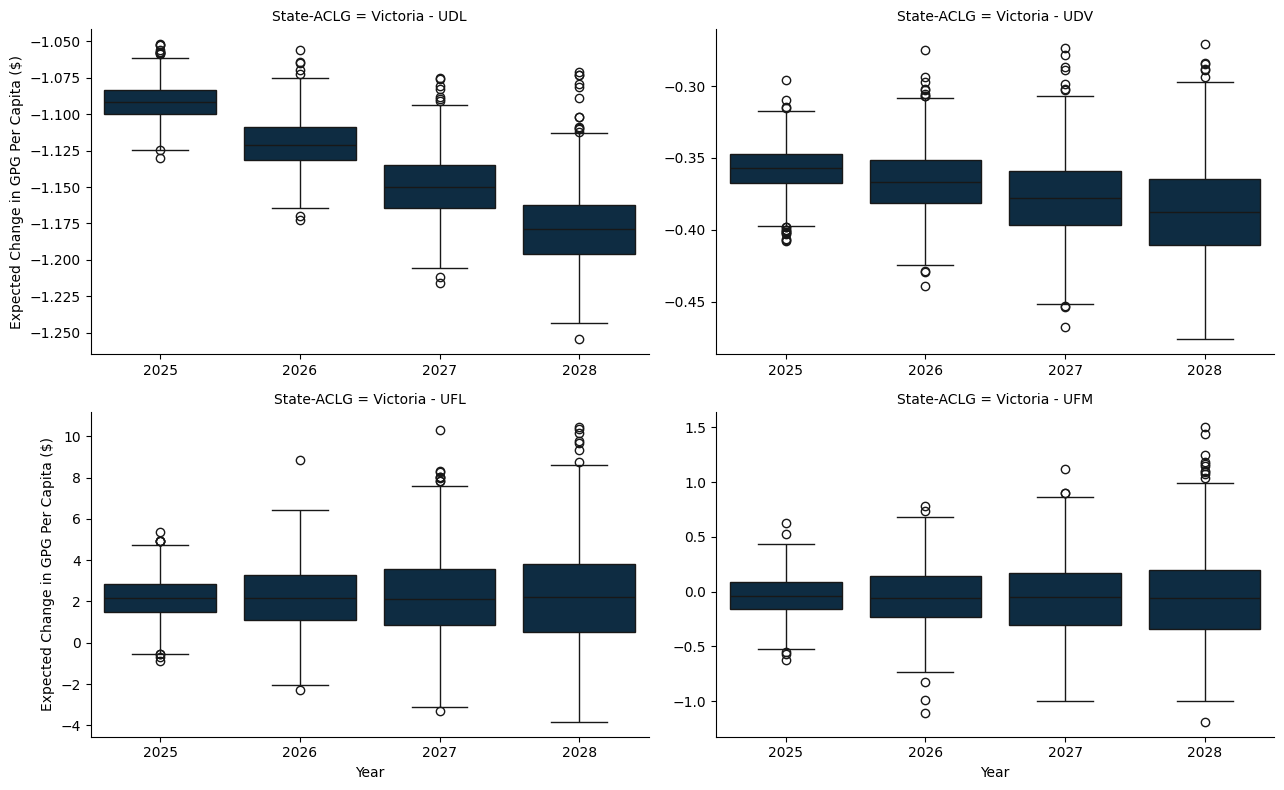 State-ACLG = Victoria - UDL
Expected Change in GPG Per Capita ($)
−1.050
−1.075
−1.100
−1.125
−1.150
−1.175
−1.200
−1.225
−1.250
2025 2026 2027 2028
State-ACLG = Victoria - UDV
−0.30
−0.35
−0.40
−0.45
2025 2026 2027 2028
State-ACLG = Victoria - UFL
Expected Change in GPG Per Capita ($)
10
8
6
4
2
0
−2
−4
2025 2026 2027 2028
Year
State-ACLG = Victoria - UFM
1.5
1.0
0.5
0.0
−0.5
−1.0
2025 2026 2027 2028
Year